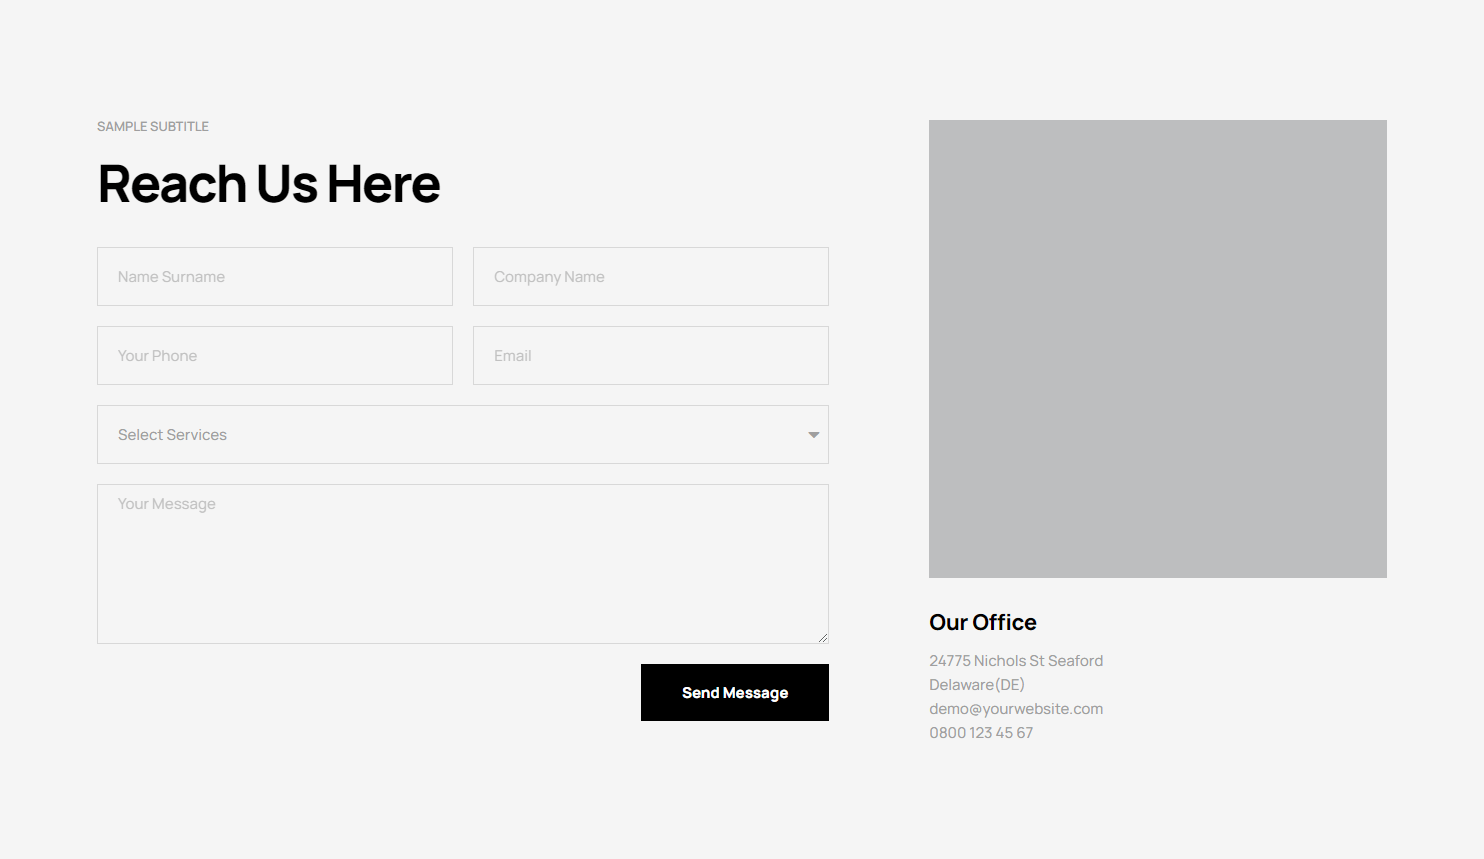 SAMPLE SUBTITLE
Reach Us Here
Name Surname
Company Name
Your Phone
Email
Select Services
Your Message
Send Message
Our Office
24775 Nichols St Seaford
Delaware(DE)
demo@yourwebsite.com
0800 123 45 67